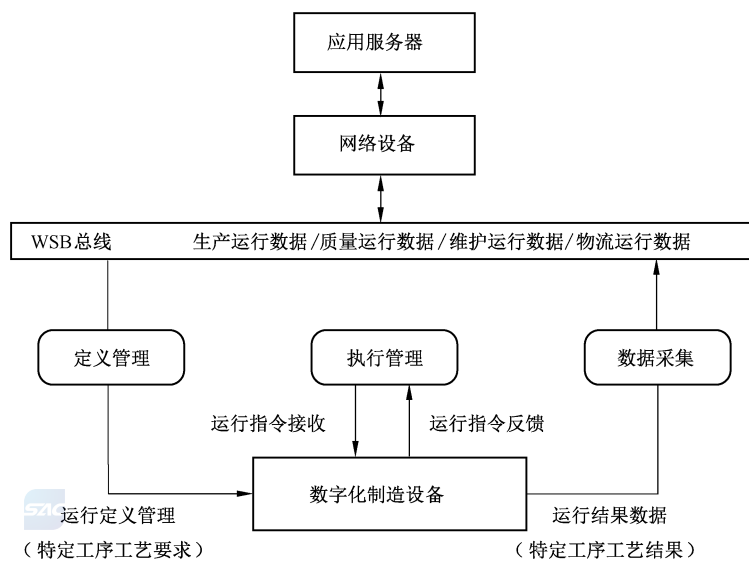 应用服务器
网络设备
WSB总线 生产运行数据/质量运行数据/维护运行数据/物流运行数据
定义管理 执行管理 数据采集
运行指令接收 运行指令反馈
数字化制造设备
SAC
运行定义管理 运行结果数据
（特定工序工艺要求） （特定工序工艺结果）